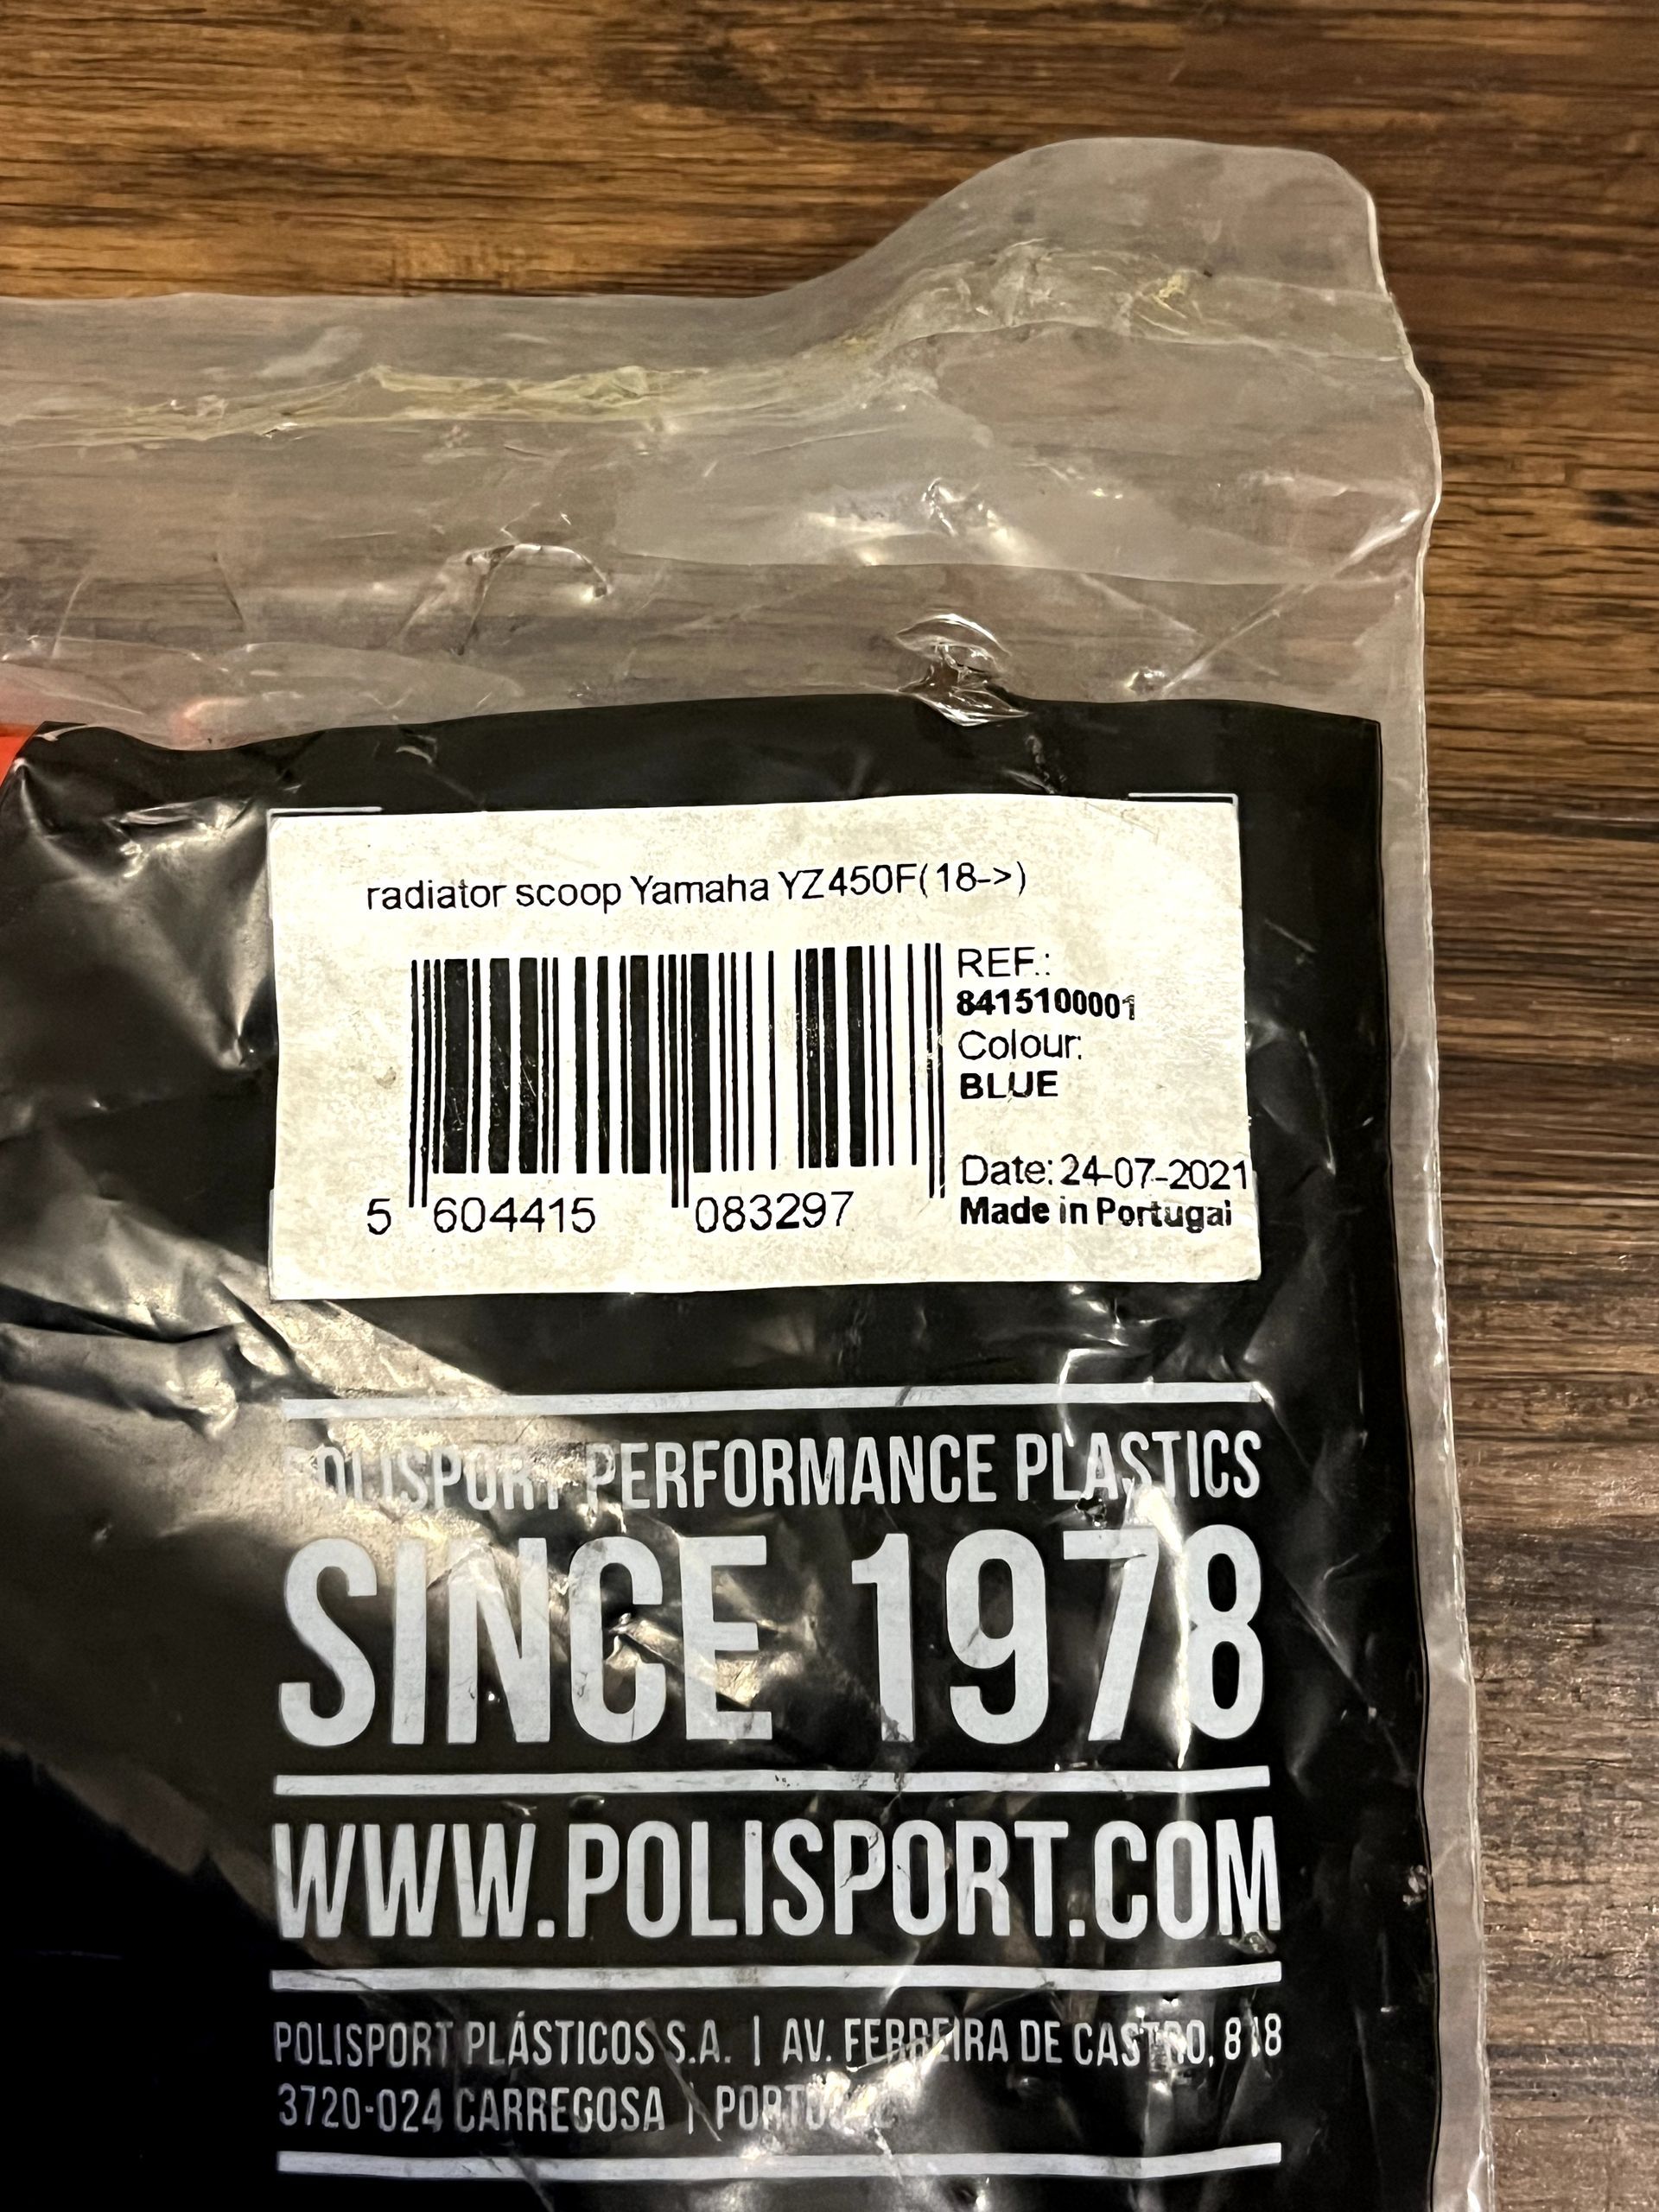 radiator scoop Yamaha YZ450F(18->)
REF.:
8415100001
Colour:
BLUE
Date: 24-07-2021
Made in Portugal
5 604415 083297
POLISPORT PERFORMANCE PLASTICS
SINCE 1978
WWW.POLISPORT.COM
POLISPORT PLÁSTICOS S.A. | AV. FERREIRA DE CASTRO, 818
3720-024 CARREGOSA | PORTUGAL